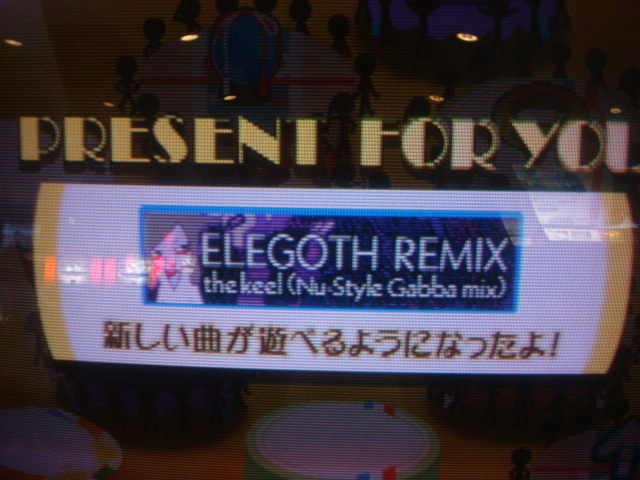 PRESENT FOR YOU
ELEGOTH REMIX
the keel (Nu-Style Gabba mix)
新しい曲が遊べるようになったよ!